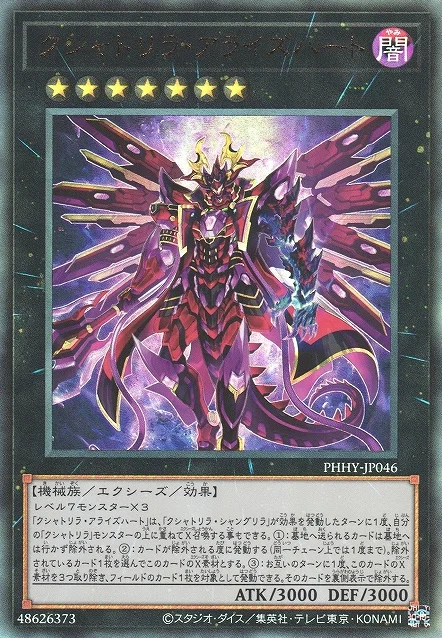 クシャトリラ・アライズハート
闇
PHHY-JP046
【機械族／エクシーズ／効果】
レベル7モンスター×3
「クシャトリラ・アライズハート」は、「クシャトリラ・シャングリラ」が効果を発動したターンに1度、自分
の「クシャトリラ」モンスターの上に重ねてX召喚する事もできる。①：墓地へ送られるカードは墓地へ
は行かず除外される。②：カードが除外される度に発動する(同一チェーン上では1度まで)。除外
されているカード1枚を選んでこのカードのX素材とする。③：お互いのターンに1度、このカードのX
素材を3つ取り除き、フィールドのカード1枚を対象として発動できる。そのカードを裏側表示で除外する。
ATK/3000 DEF/3000
48626373
©スタジオ・ダイス／集英社・テレビ東京・KONAMI